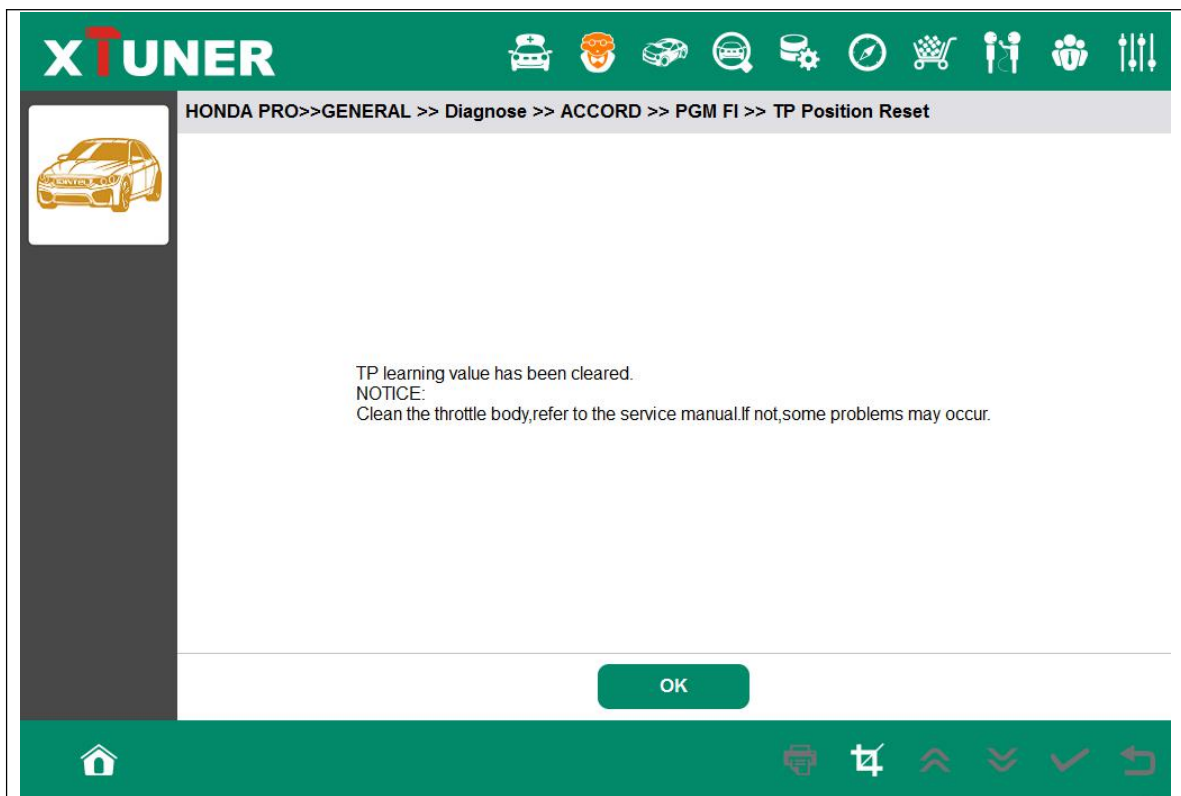 XTUNER
HONDA PRO>>GENERAL >> Diagnose >> ACCORD >> PGM FI >> TP Position Reset
TP learning value has been cleared.
NOTICE:
Clean the throttle body,refer to the service manual.If not,some problems may occur.
OK